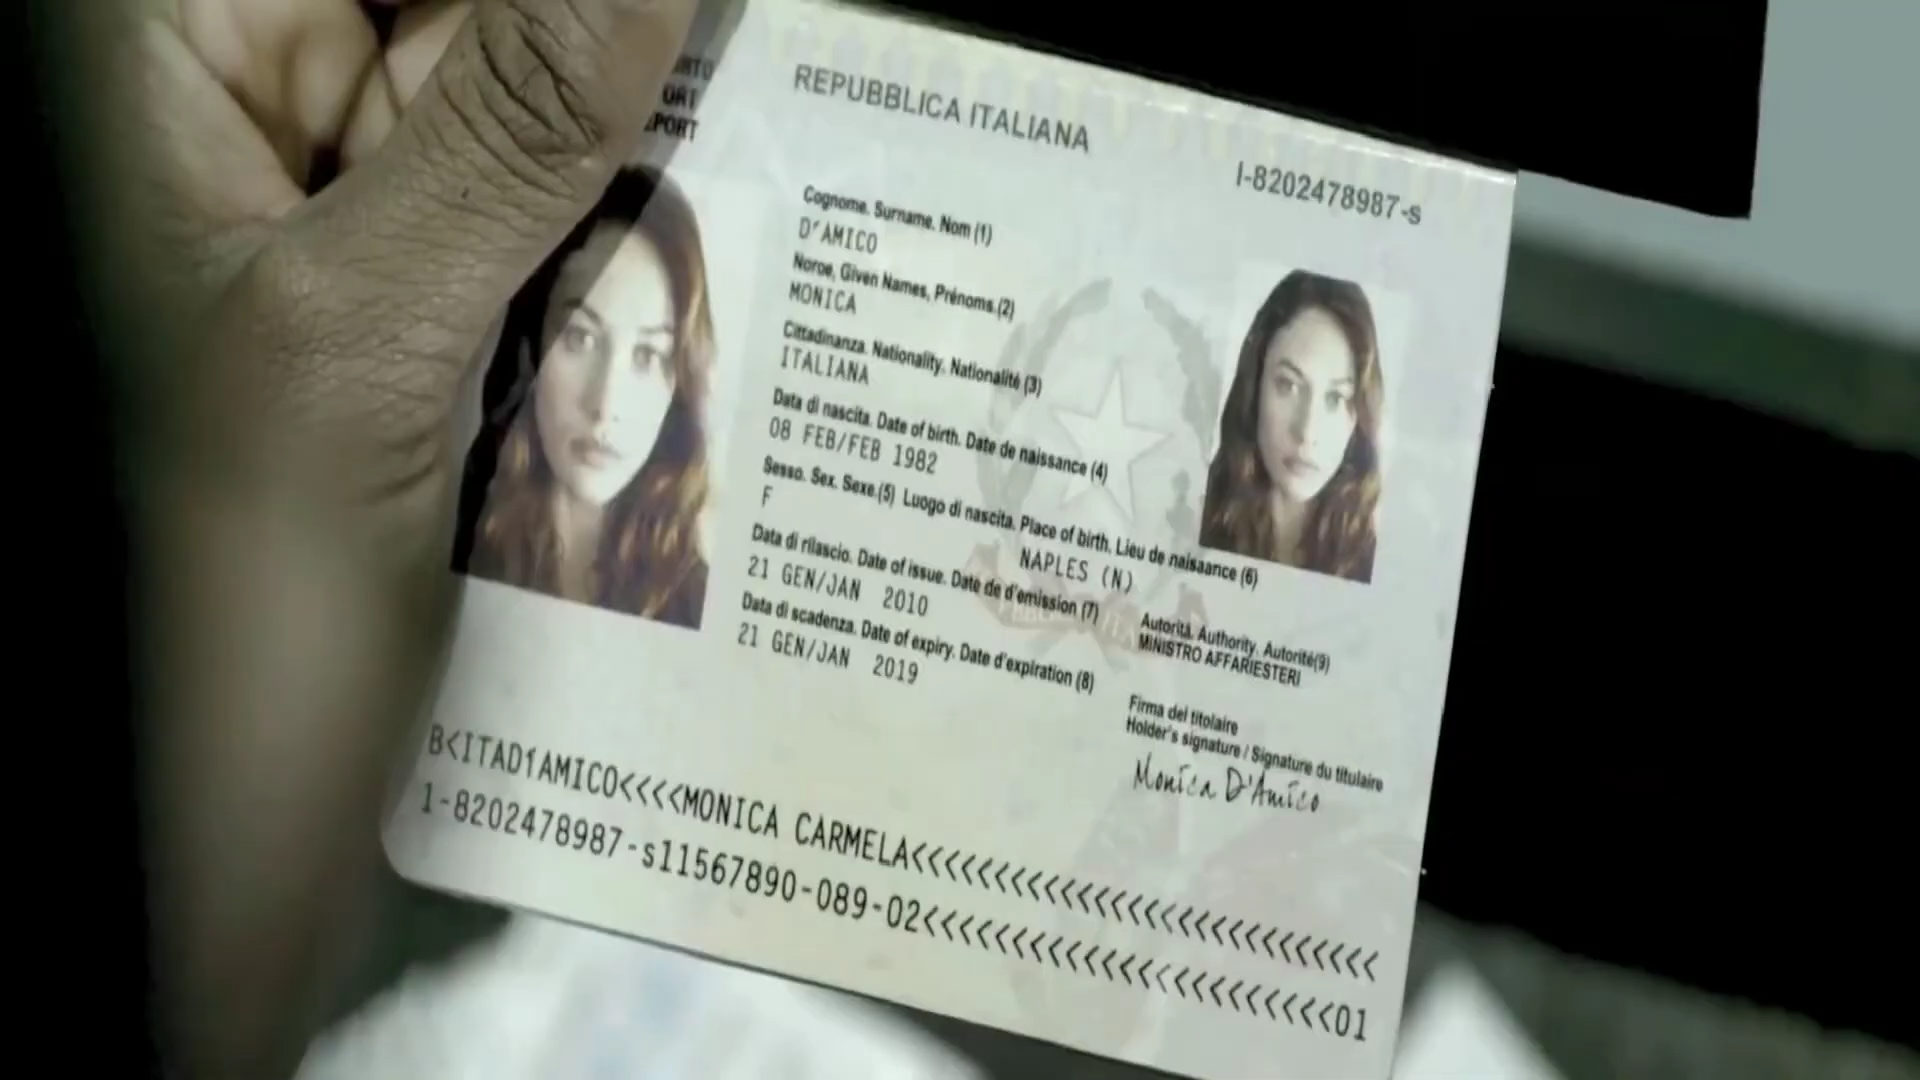 ORT
REPUBBLICA ITALIANA
I-8202478987-s
Cognome. Surname. Nom (1)
D'AMICO
Noroe, Given Names, Prénoms.(2)
MONICA
Cittadinanza. Nationality. Nationalité (3)
ITALIANA
Data di nascita. Date of birth. Date de naissance (4)
08 FEB/FEB 1982
Sesso. Sex. Sexe.(5) Luogo di nascita. Place of birth. Lieu de naisaance (6)
F NAPLES (N)
Data di rilascio. Date of issue. Date de d'emission (7)
21 GEN/JAN 2010
Data di scadenza. Date of expiry. Date d'expiration (8)
21 GEN/JAN 2019
Autorità. Authority. Autorité(9)
MINISTRO AFFARIESTERI
Firma del titolaire
Holder's signature / Signature du titulaire
Monica D'Amico
B<ITAD1AMICO<<<<MONICA CARMELA<<<<<<<<<<<<<<<<<<<<<<<<<<<
1-8202478987-s11567890-089-02<<<<<<<<<<<<<<<<<<<<<<<<01